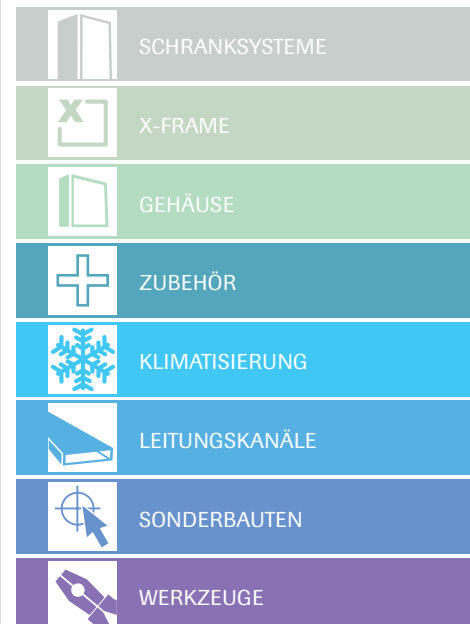 SCHRANKSYSTEME
X-FRAME
GEHÄUSE
ZUBEHÖR
KLIMATISIERUNG
LEITUNGSKANÄLE
SONDERBAUTEN
WERKZEUGE